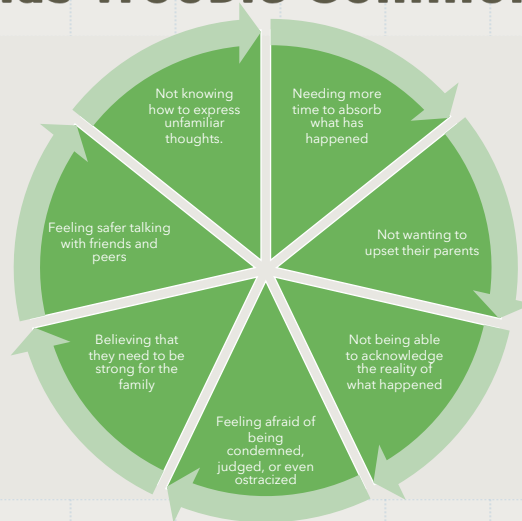 Not knowing
how to express
unfamiliar
thoughts.
Needing more
time to absorb
what has
happened
Feeling safer talking
with friends and
peers
Not wanting to
upset their parents
Believing that
they need to be
strong for the
family
Not being able
to acknowledge
the reality of
what happened
Feeling afraid of
being
condemned,
judged, or even
ostracized